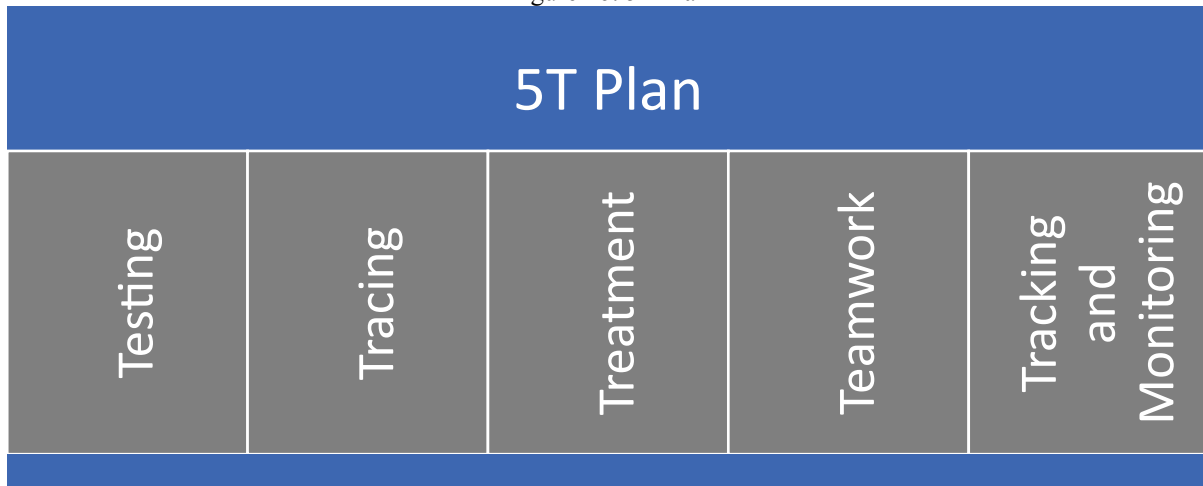 5T Plan
Testing
Tracing
Treatment
Teamwork
Tracking
and
Monitoring